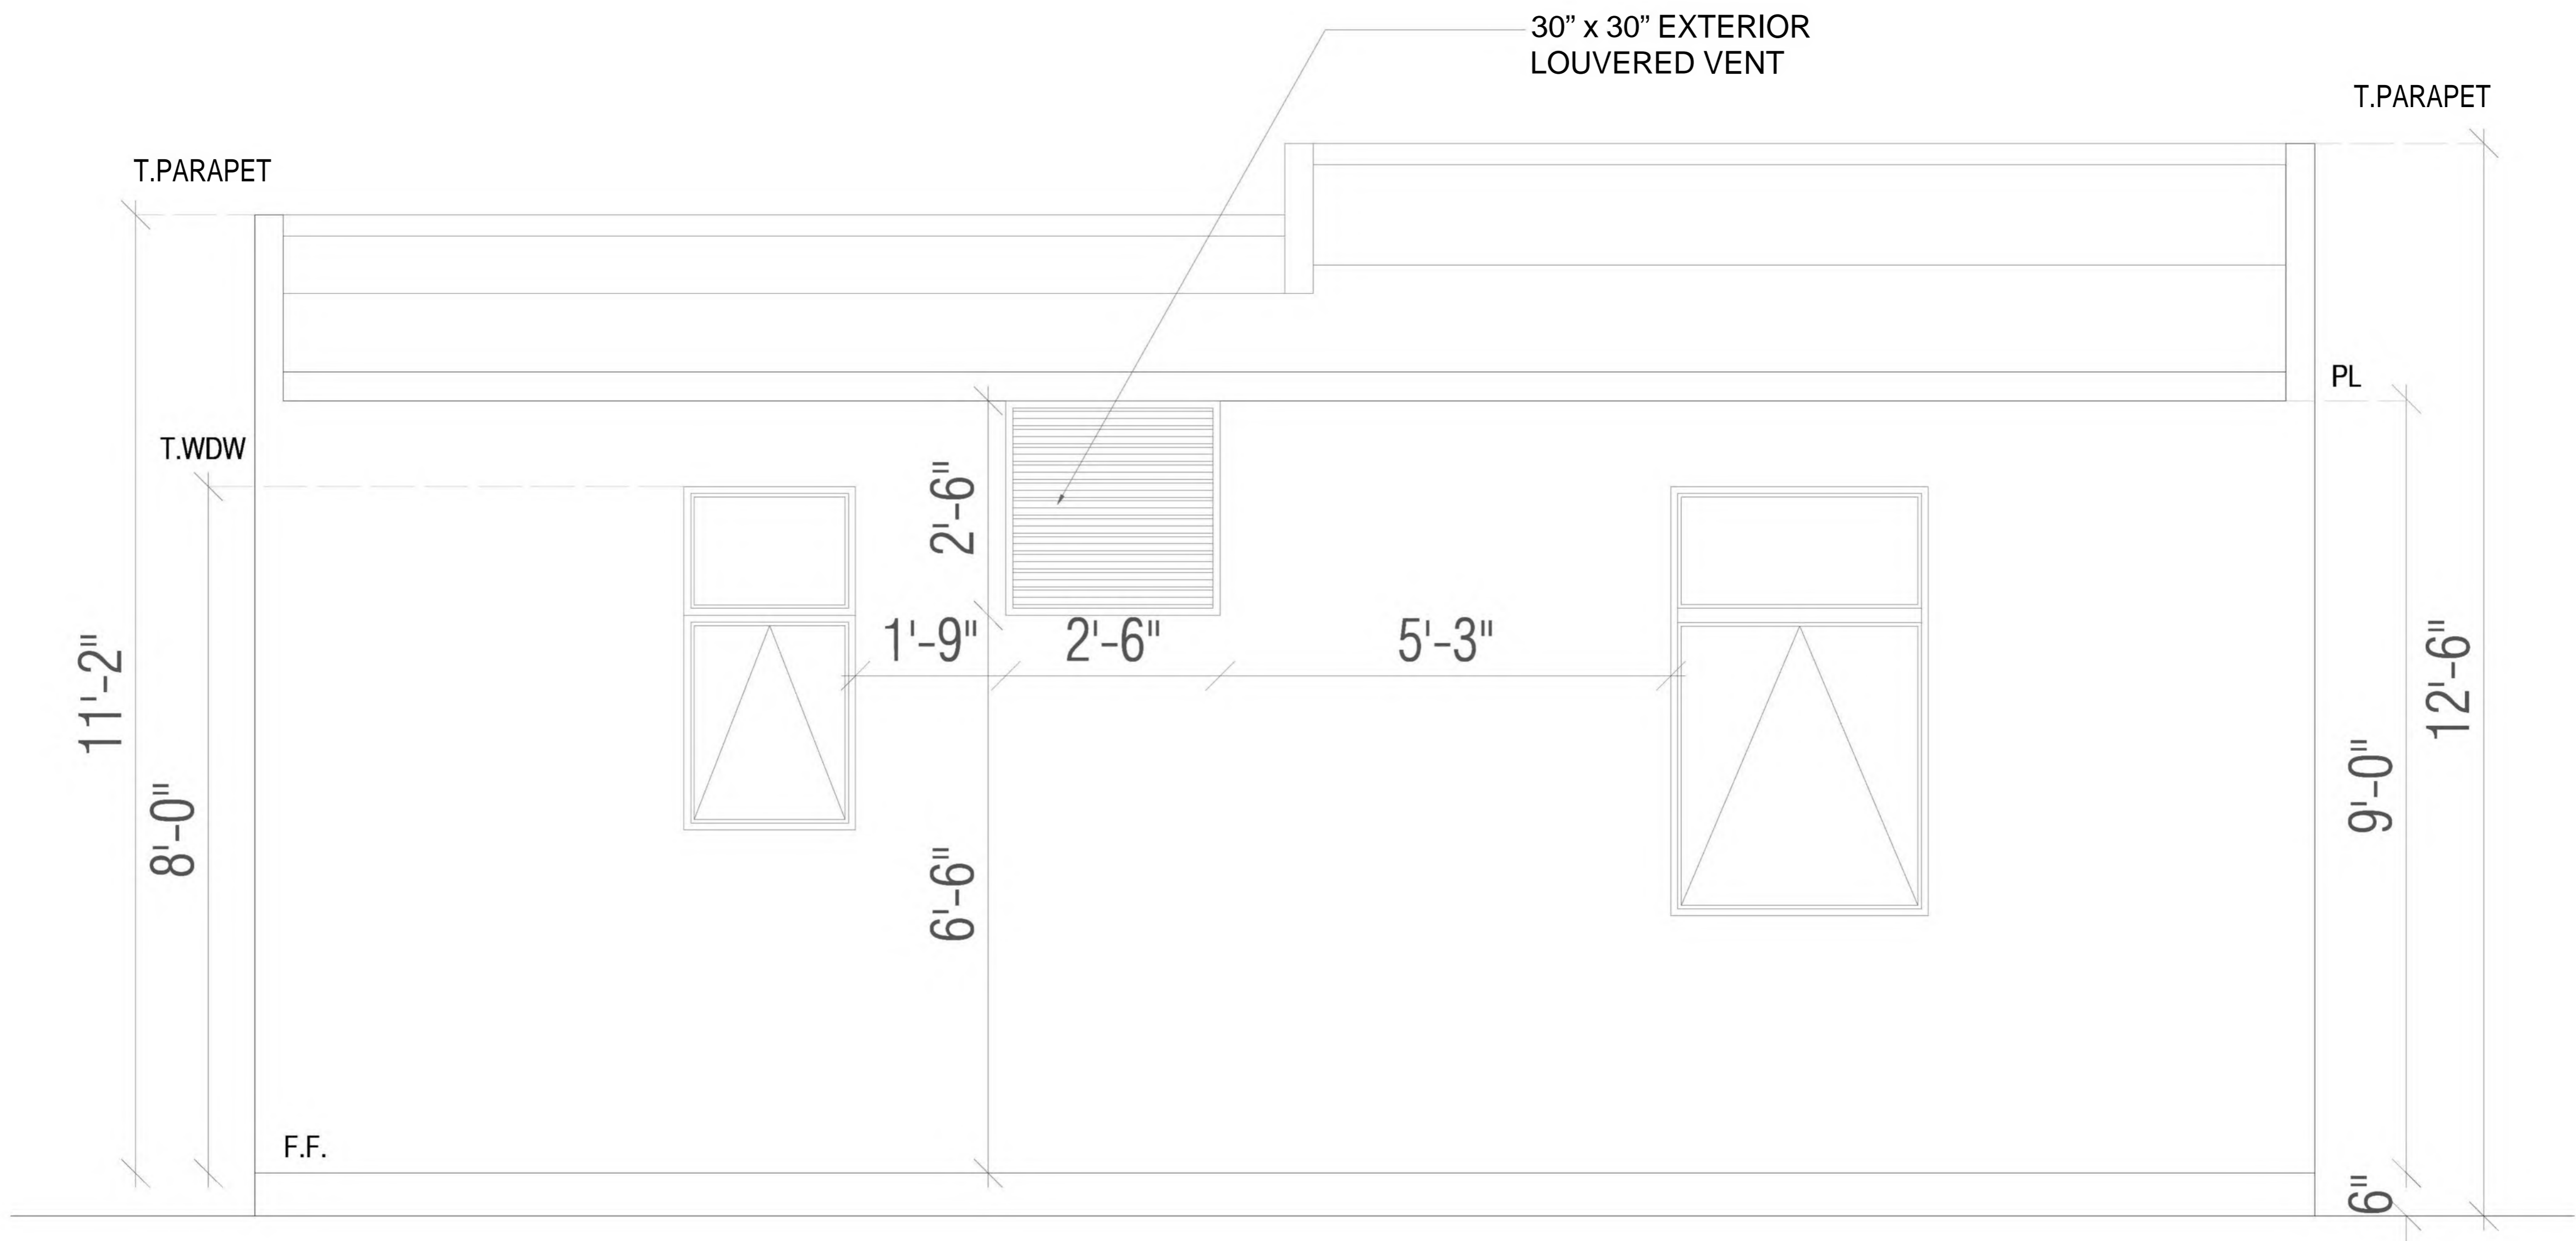 30” x 30” EXTERIOR
LOUVERED VENT
T.PARAPET
T.PARAPET
PL
T.WDW
2'-6"
1'-9"
2'-6"
5'-3"
11'-2"
12'-6"
8'-0"
9'-0"
6'-6"
F.F.
6"